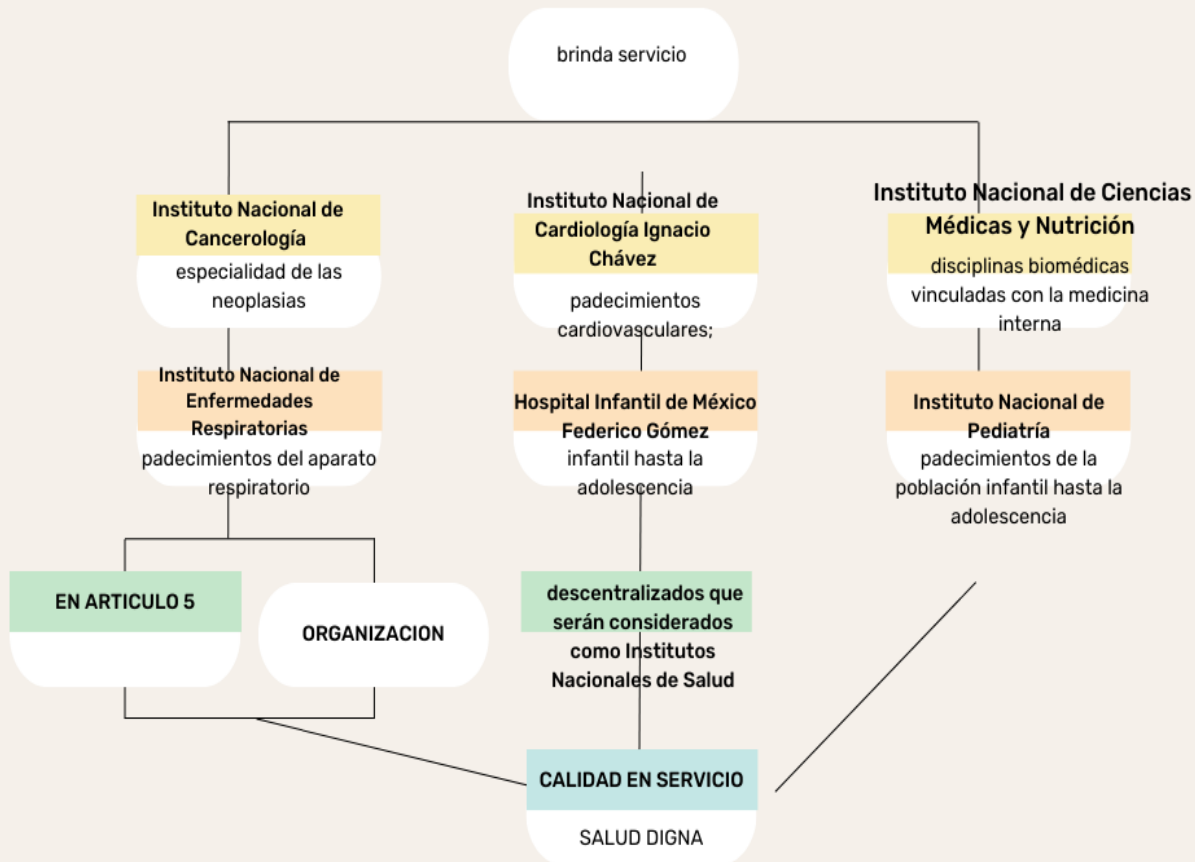 brinda servicio
Instituto Nacional de
Cancerología
especialidad de las
neoplasias
Instituto Nacional de
Cardiología Ignacio
Chávez
padecimientos
cardiovasculares;
Instituto Nacional de Ciencias
Médicas y Nutrición
disciplinas biomédicas
vinculadas con la medicina
interna
Instituto Nacional de
Enfermedades
Respiratorias
padecimientos del aparato
respiratorio
Hospital Infantil de México
Federico Gómez
infantil hasta la
adolescencia
Instituto Nacional de
Pediatría
padecimientos de la
población infantil hasta la
adolescencia
EN ARTICULO 5
ORGANIZACION
descentralizados que
serán considerados
como Institutos
Nacionales de Salud
CALIDAD EN SERVICIO
SALUD DIGNA